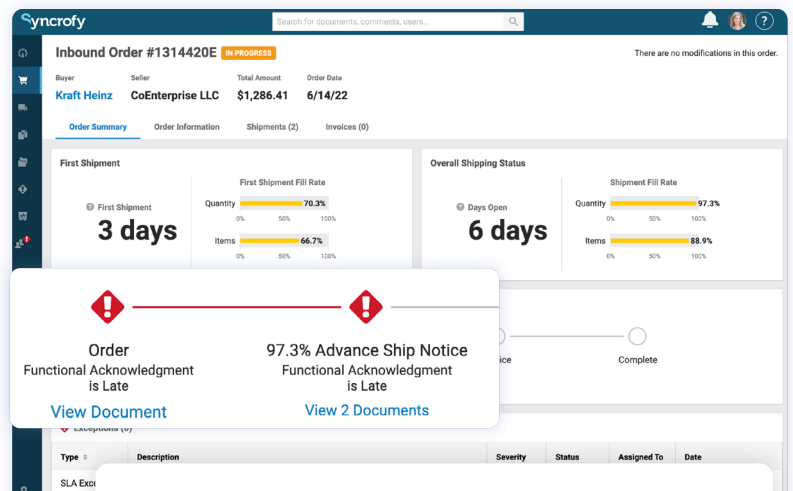 Syncrofy
Search for documents, comments, users...
?
Inbound Order #1314420E IN PROGRESS
There are no modifications in this order.
Buyer Seller Total Amount Order Date
Kraft Heinz CoEnterprise LLC $1,286.41 6/14/22
Order Summary Order Information Shipments (2) Invoices (0)
First Shipment
First Shipment Fill Rate
? First Shipment
3 days
Quantity 70.3%
0% 50% 100%
Items 66.7%
0% 50% 100%
Overall Shipping Status
Shipment Fill Rate
? Days Open
6 days
Quantity 97.3%
0% 50% 100%
Items 88.9%
0% 50% 100%
Order
Functional Acknowledgment
is Late
View Document
97.3% Advance Ship Notice
Functional Acknowledgment
is Late
View 2 Documents
ice
Complete
Exceptions
Type Description Severity Status Assigned To Date
SLA Exce